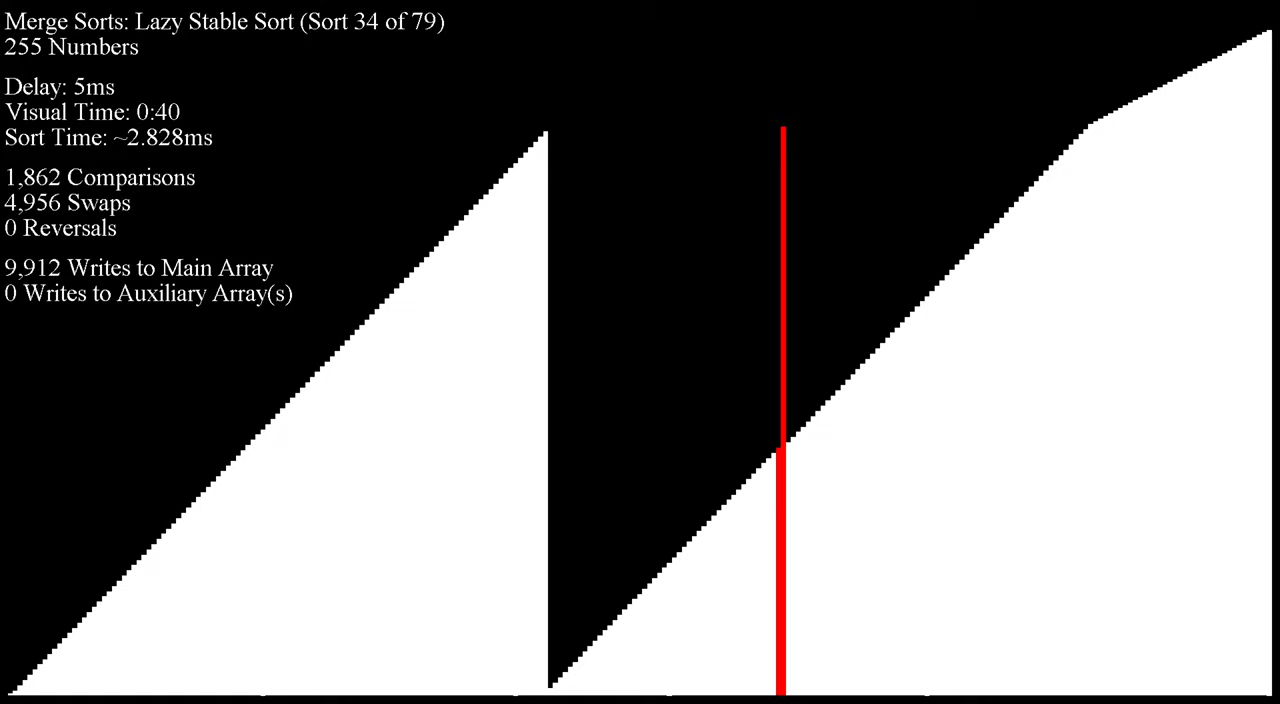 Merge Sorts: Lazy Stable Sort (Sort 34 of 79)
255 Numbers
Delay: 5ms
Visual Time: 0:40
Sort Time: ~2.828ms
1,862 Comparisons
4,956 Swaps
0 Reversals
9,912 Writes to Main Array
0 Writes to Auxiliary Array(s)